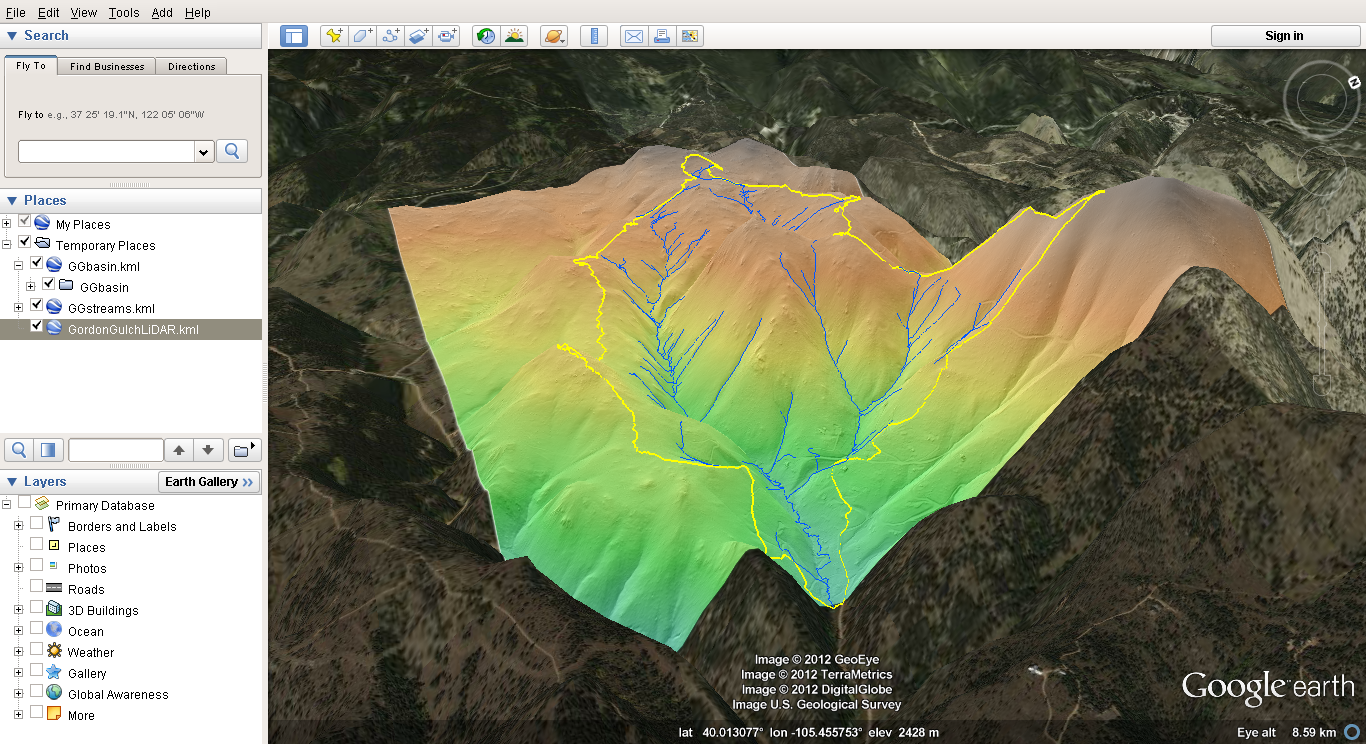 File Edit View Tools Add Help
Search
Sign in
Fly To Find Businesses Directions
Fly to e.g., 37 25' 19.1"N, 122 05' 06"W
Places
My Places
Temporary Places
GGbasin.kml
GGbasin
GGstreams.kml
GordonGulchLiDAR.kml
Layers
Earth Gallery »
Primary Database
Borders and Labels
Places
Photos
Roads
3D Buildings
Ocean
Weather
Gallery
Global Awareness
More
N
Image © 2012 GeoEye
Image © 2012 TerraMetrics
Image © 2012 DigitalGlobe
Image U.S. Geological Survey
Google™ earth
lat 40.013077° lon -105.455753° elev 2428 m
Eye alt 8.59 km